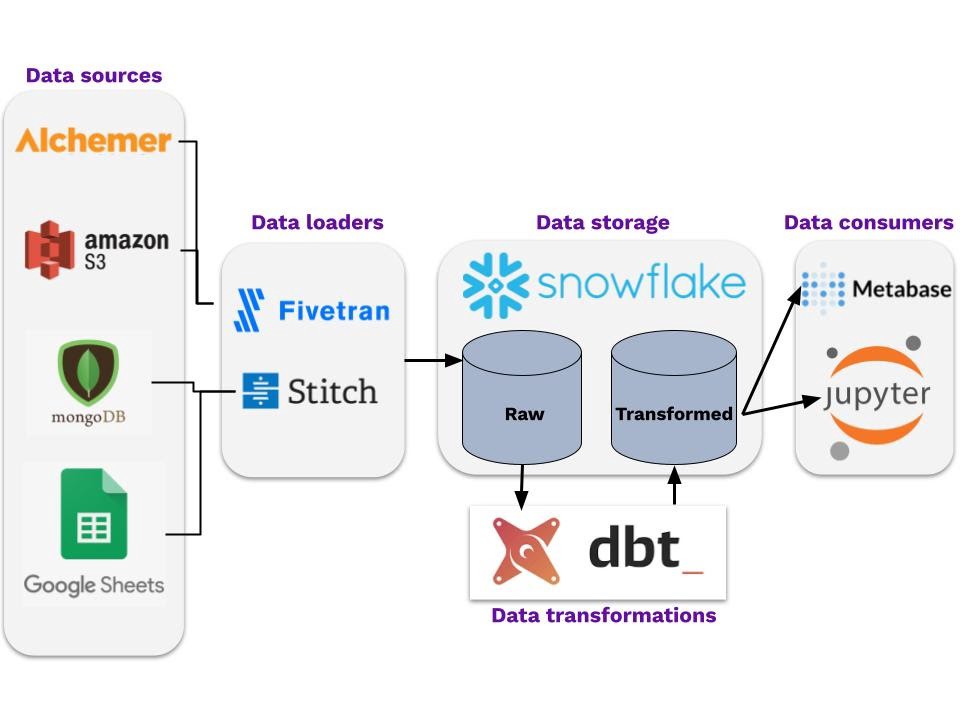 Data sources
Alchemer
amazon
S3
mongoDB
Google Sheets
Data loaders
Fivetran
Stitch
Data storage
snowflake
Raw
Transformed
dbt_
Data transformations
Data consumers
Metabase
jupyter